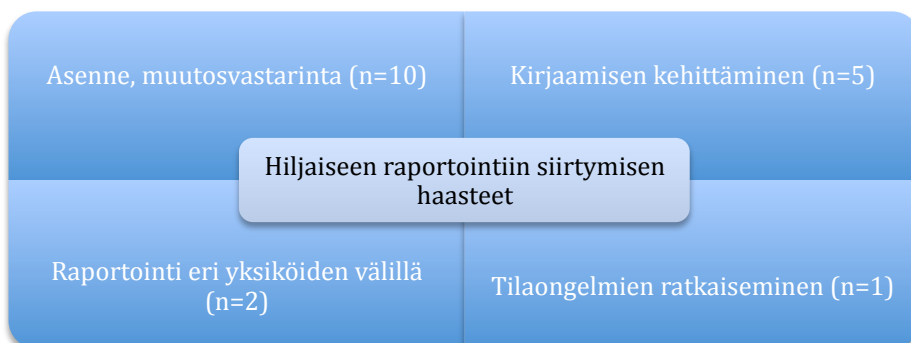 Asenne, muutosvastarinta (n=10)
Kirjaamisen kehittäminen (n=5)
Hiljaiseen raportointiin siirtymisen
haasteet
Raportointi eri yksiköiden välillä
(n=2)
Tilaongelmien ratkaiseminen (n=1)